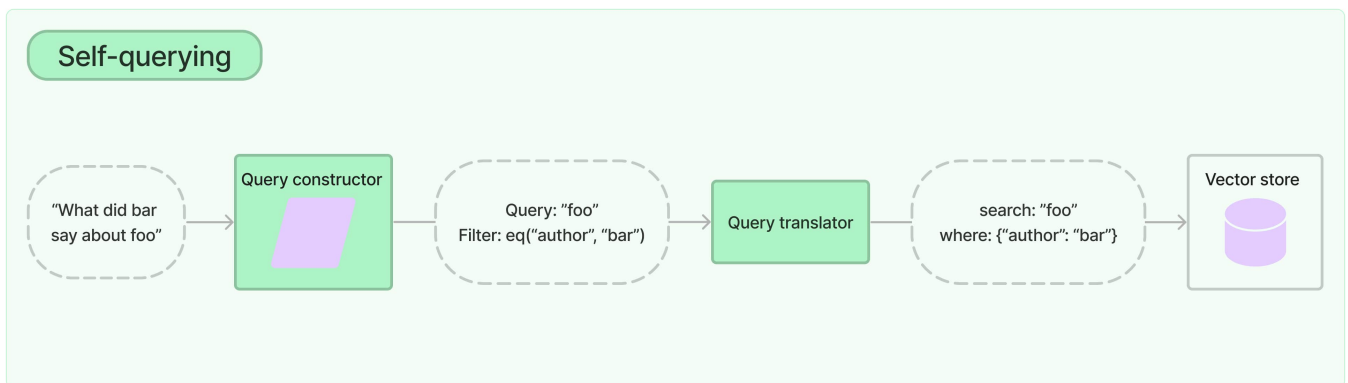 Self-querying
“What did bar
say about foo”
Query constructor
Query: ”foo”
Filter: eq(“author”, “bar”)
Query translator
search: ”foo”
where: {“author”: “bar”}
Vector store